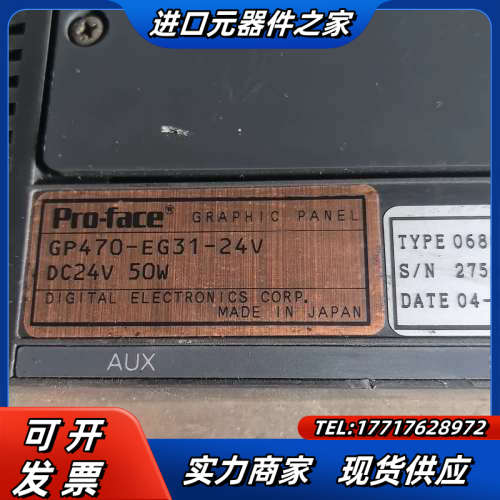 进口元器件之家
Pro-face® GRAPHIC PANEL
GP470-EG31-24V
DC24V 50W
DIGITAL ELECTRONICS CORP.
MADE IN JAPAN
TYPE 068
S/N 275
DATE 04-
AUX
TEL:17717628972
可开发票
实力商家 现货供应